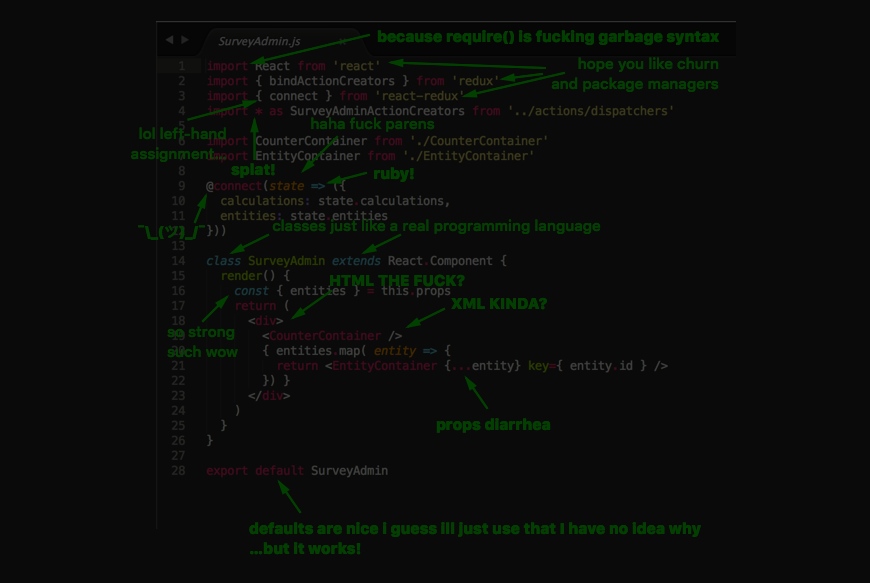 because require() is fucking garbage syntax
SurveyAdmin.js
hope you like churn
and package managers
1 import React from 'react'
2 import { bindActionCreators } from 'redux'
3 import { connect } from 'react-redux'
4 import * as SurveyAdminActionCreators from '../actions/dispatchers'
5
haha fuck parens
lol left-hand
assignment...
6 import CounterContainer from './CounterContainer'
7 import EntityContainer from './EntityContainer'
8
splat!
ruby!
9 @connect(state => ({
10 calculations: state.calculations,
11 entities: state.entities
12 }))
¯\_(ツ)_/¯
classes just like a real programming language
13
14 class SurveyAdmin extends React.Component {
15 render() {
HTML THE FUCK?
16 const { entities } = this.props
17 return (
XML KINDA?
18 <div>
so strong
such wow
19 <CounterContainer />
20 { entities.map( entity => {
21 return <EntityContainer {...entity} key={ entity.id } />
22 }) }
23 </div>
24 )
25 }
props diarrhea
26 }
27
28 export default SurveyAdmin
defaults are nice i guess ill just use that I have no idea why
...but it works!